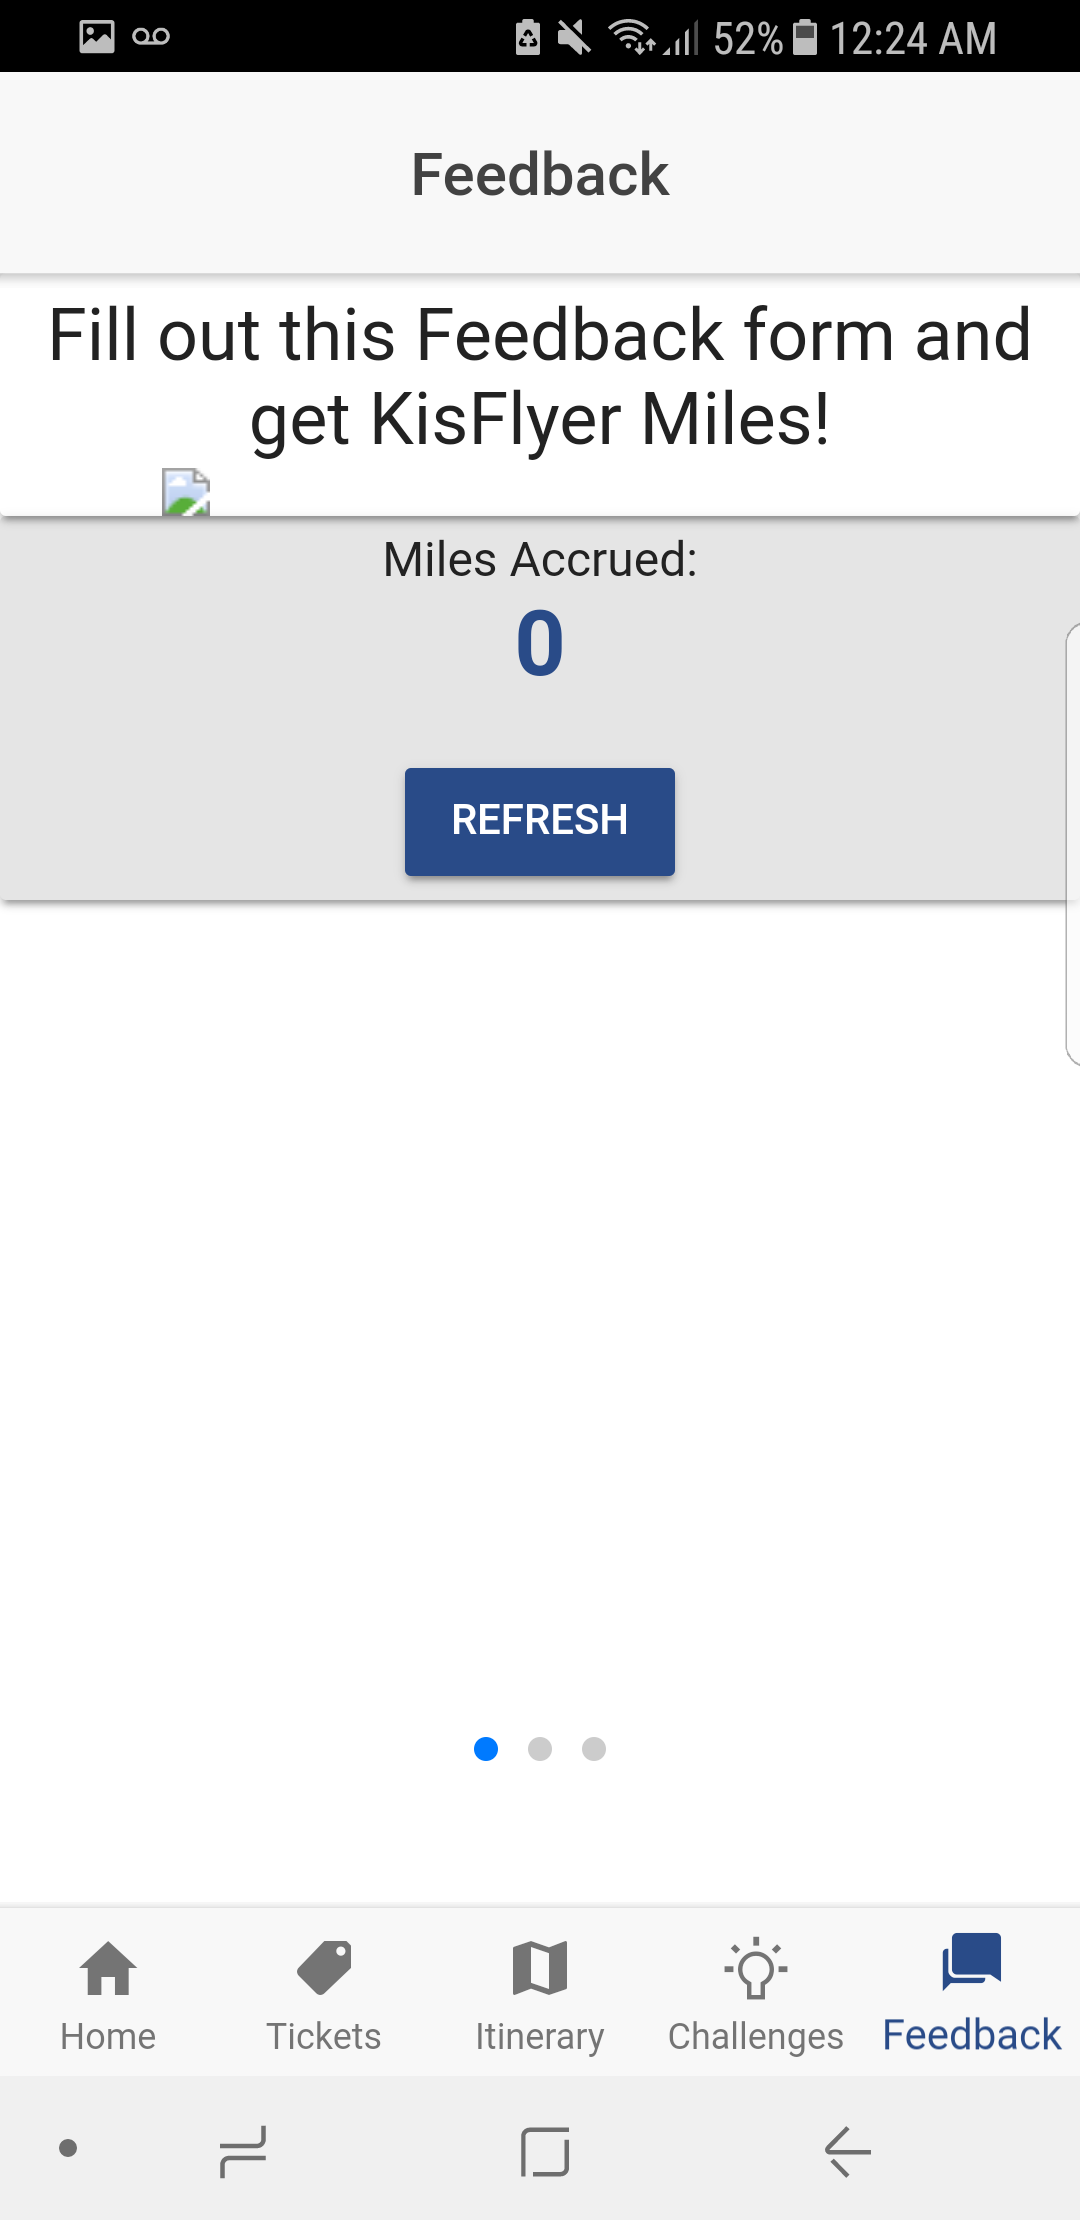 52% 12:24 AM
Feedback
Fill out this Feedback form and
get KisFlyer Miles!
Miles Accrued:
0
REFRESH
Home Tickets Itinerary Challenges Feedback